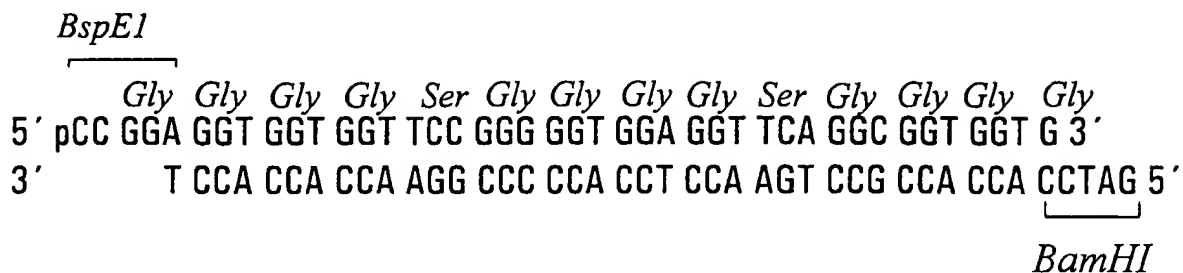 BspE1
Gly Gly Gly Gly Ser Gly Gly Gly Gly Ser Gly Gly Gly Gly
5´ pCC GGA GGT GGT GGT TCC GGG GGT GGA GGT TCA GGC GGT GGT G 3´
3´ T CCA CCA CCA AGG CCC CCA CCT CCA AGT CCG CCA CCA CCTAG 5´
BamHI